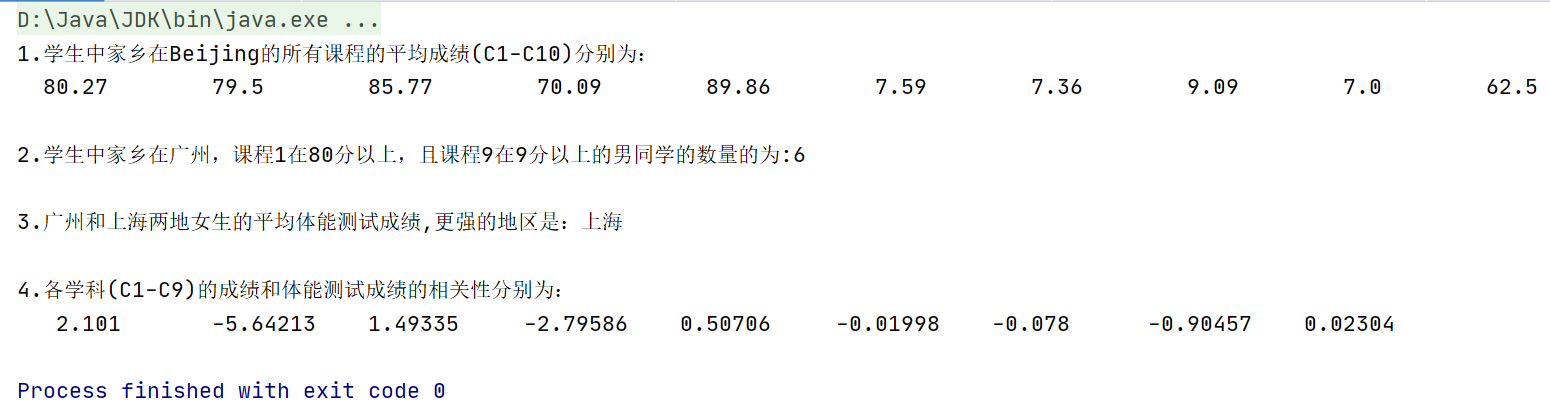 D:\Java\JDK\bin\java.exe ...
1.学生中家乡在Beijing的所有课程的平均成绩(C1-C10)分别为：
80.27 79.5 85.77 70.09 89.86 7.59 7.36 9.09 7.0 62.5
2.学生中家乡在广州，课程1在80分以上，且课程9在9分以上的男同学的数量的为:6
3.广州和上海两地女生的平均体能测试成绩,更强的地区是：上海
4.各学科(C1-C9)的成绩和体能测试成绩的相关性分别为：
2.101 -5.64213 1.49335 -2.79586 0.50706 -0.01998 -0.078 -0.90457 0.02304
Process finished with exit code 0